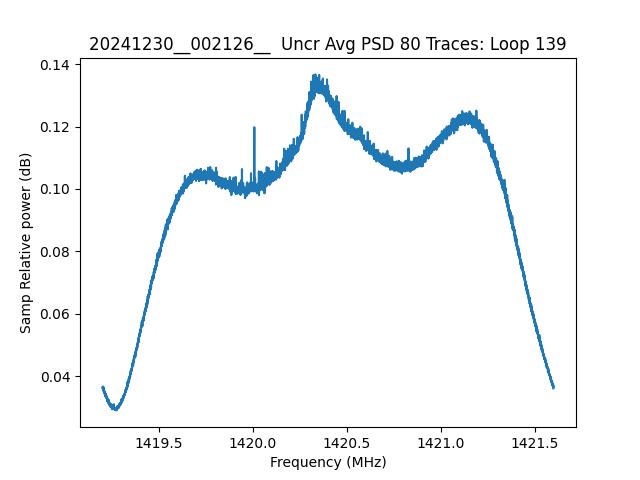 20241230__002126__ Uncr Avg PSD 80 Traces: Loop 139
Samp Relative power (dB)
0.14
0.12
0.10
0.08
0.06
0.04
1419.5 1420.0 1420.5 1421.0 1421.5
Frequency (MHz)